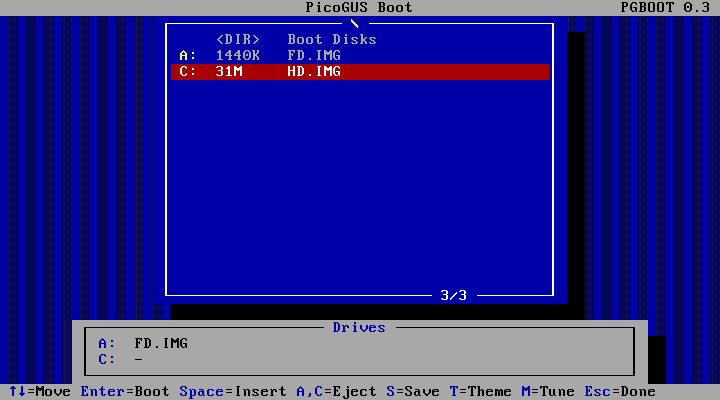 PicoGUS Boot PGBOOT 0.3
<DIR> Boot Disks
A: 1440K FD.IMG
C: 31M HD.IMG
3/3
Drives
A: FD.IMG
C: –
↑↓=Move Enter=Boot Space=Insert A,C=Eject S=Save T=Theme M=Tune Esc=Done